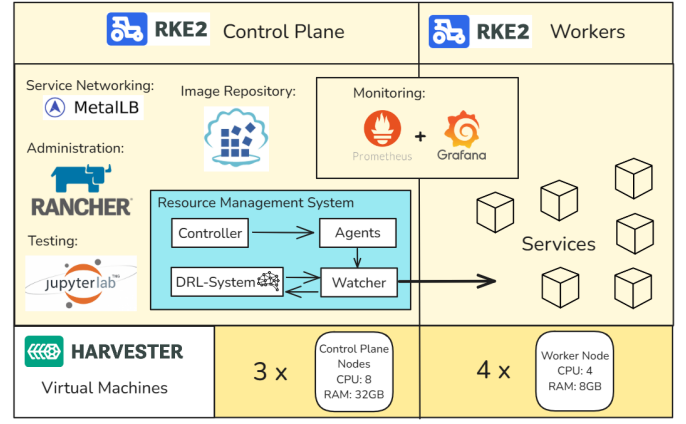 RKE2 Control Plane
RKE2 Workers
Service Networking:
MetalLB
Image Repository:
Monitoring:
Prometheus + Grafana
Administration:
RANCHER
Testing:
jupyterlab
Resource Management System
Controller
Agents
DRL-System
Watcher
Services
HARVESTER
Virtual Machines
3 x
Control Plane
Nodes
CPU: 8
RAM: 32GB
4 x
Worker Node
CPU: 4
RAM: 8GB